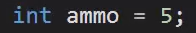 int ammo = 5;